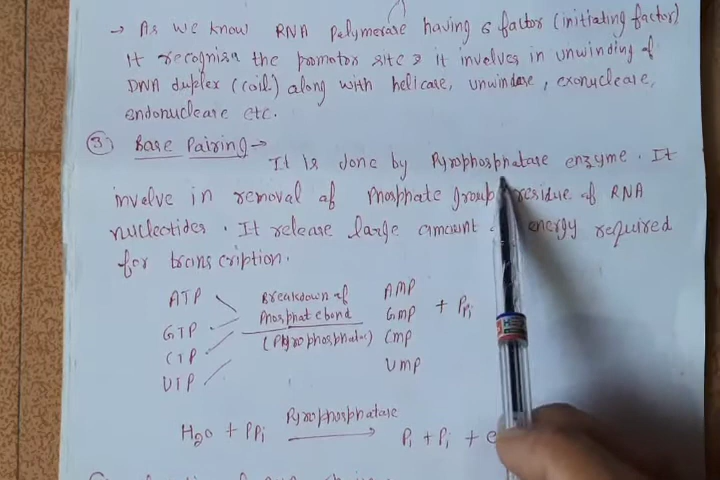 → As we know RNA Polymerase having 6 factor (initiating factor)
It recognisa the promotor site & it involves in unwinding of
DNA duplex (coil) along with helicase, unwindase, exonuclease,
endonuclease etc.
③ Base Pairing →
It is done by Pyrophosphatase enzyme. It
involve in removal of Phosphate group residue of RNA
nucleotides. It release large amount energy required
for transcription.
ATP Breakdown of AMP
GTP Phosphate bond GMP + PPi
CTP (Pyrophosphatase) CMP
UTP UMP
H2O + PPi Pyrophosphatase → Pi + Pi + e